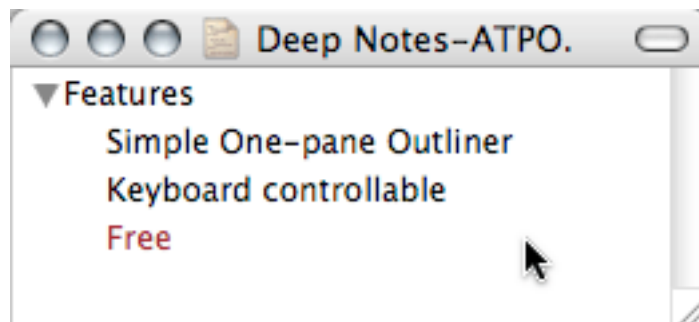 Deep Notes-ATPO.
Features
Simple One-pane Outliner
Keyboard controllable
Free